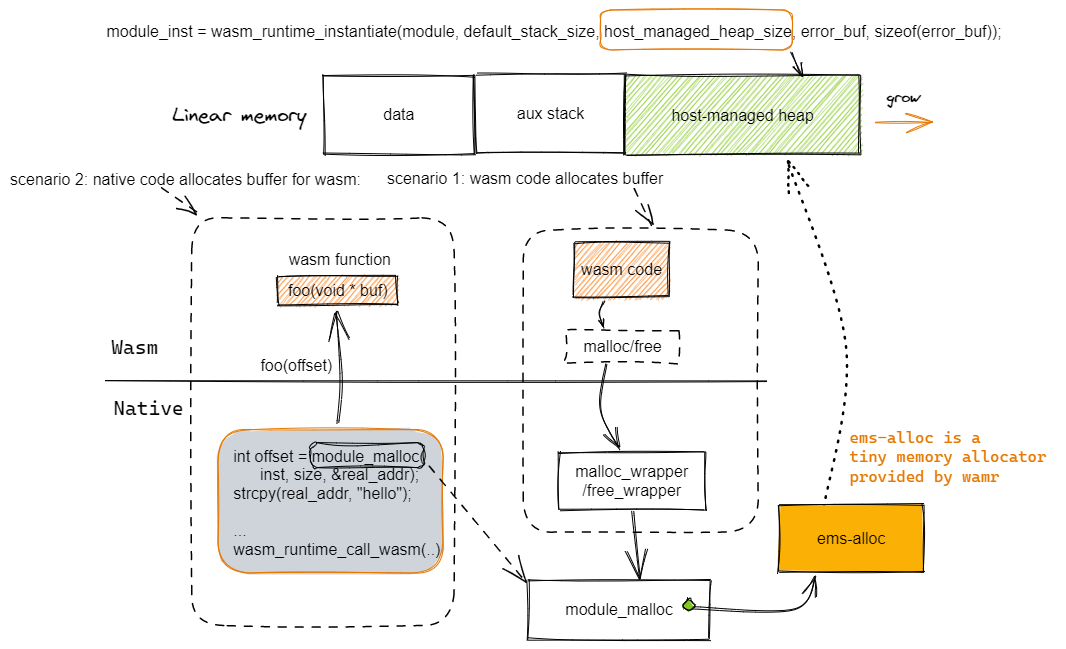 module_inst = wasm_runtime_instantiate(module, default_stack_size, host_managed_heap_size, error_buf, sizeof(error_buf));
Linear memory
data
aux stack
host-managed heap
grow
scenario 2: native code allocates buffer for wasm:
scenario 1: wasm code allocates buffer
wasm function
foo(void * buf)
wasm code
malloc/free
Wasm
foo(offset)
Native
int offset = module_malloc(
inst, size, &real_addr);
strcpy(real_addr, "hello");
...
wasm_runtime_call_wasm(..)
malloc_wrapper
/free_wrapper
ems-alloc is a
tiny memory allocator
provided by wamr
ems-alloc
module_malloc